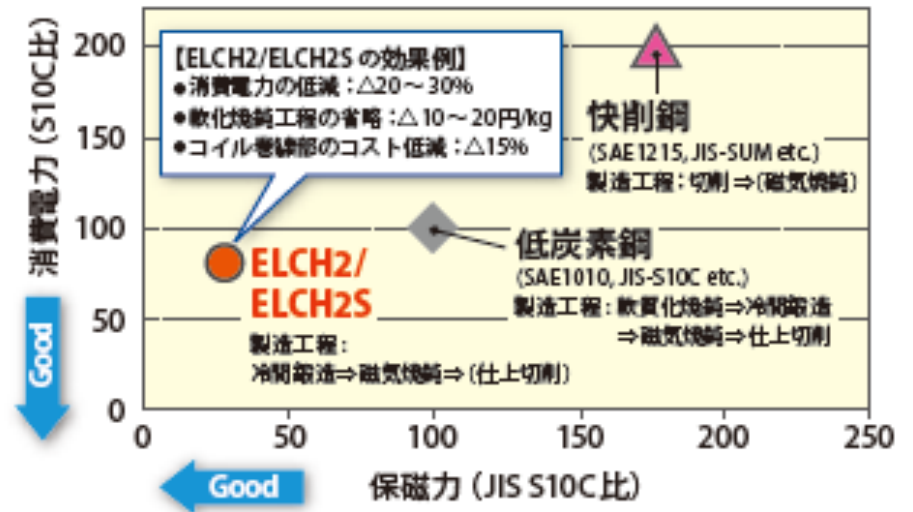 消費電力（S10C比）
Good
200
150
100
50
0
【ELCH2/ELCH2Sの効果例】
●消費電力の低減：△20～30%
●軟化焼鈍工程の省略：△10～20円/kg
●コイル巻線部のコスト低減：△15%
快削鋼
(SAE1215, JIS-SUM etc.)
製造工程：切削⇒(磁気焼鈍)
低炭素鋼
(SAE1010, JIS-S10C etc.)
製造工程：軟質化焼鈍⇒冷間鍛造
⇒磁気焼鈍⇒仕上切削
ELCH2/
ELCH2S
製造工程：
冷間鍛造⇒磁気焼鈍⇒(仕上切削)
0
50
100
150
200
250
Good
保磁力（JIS S10C比）